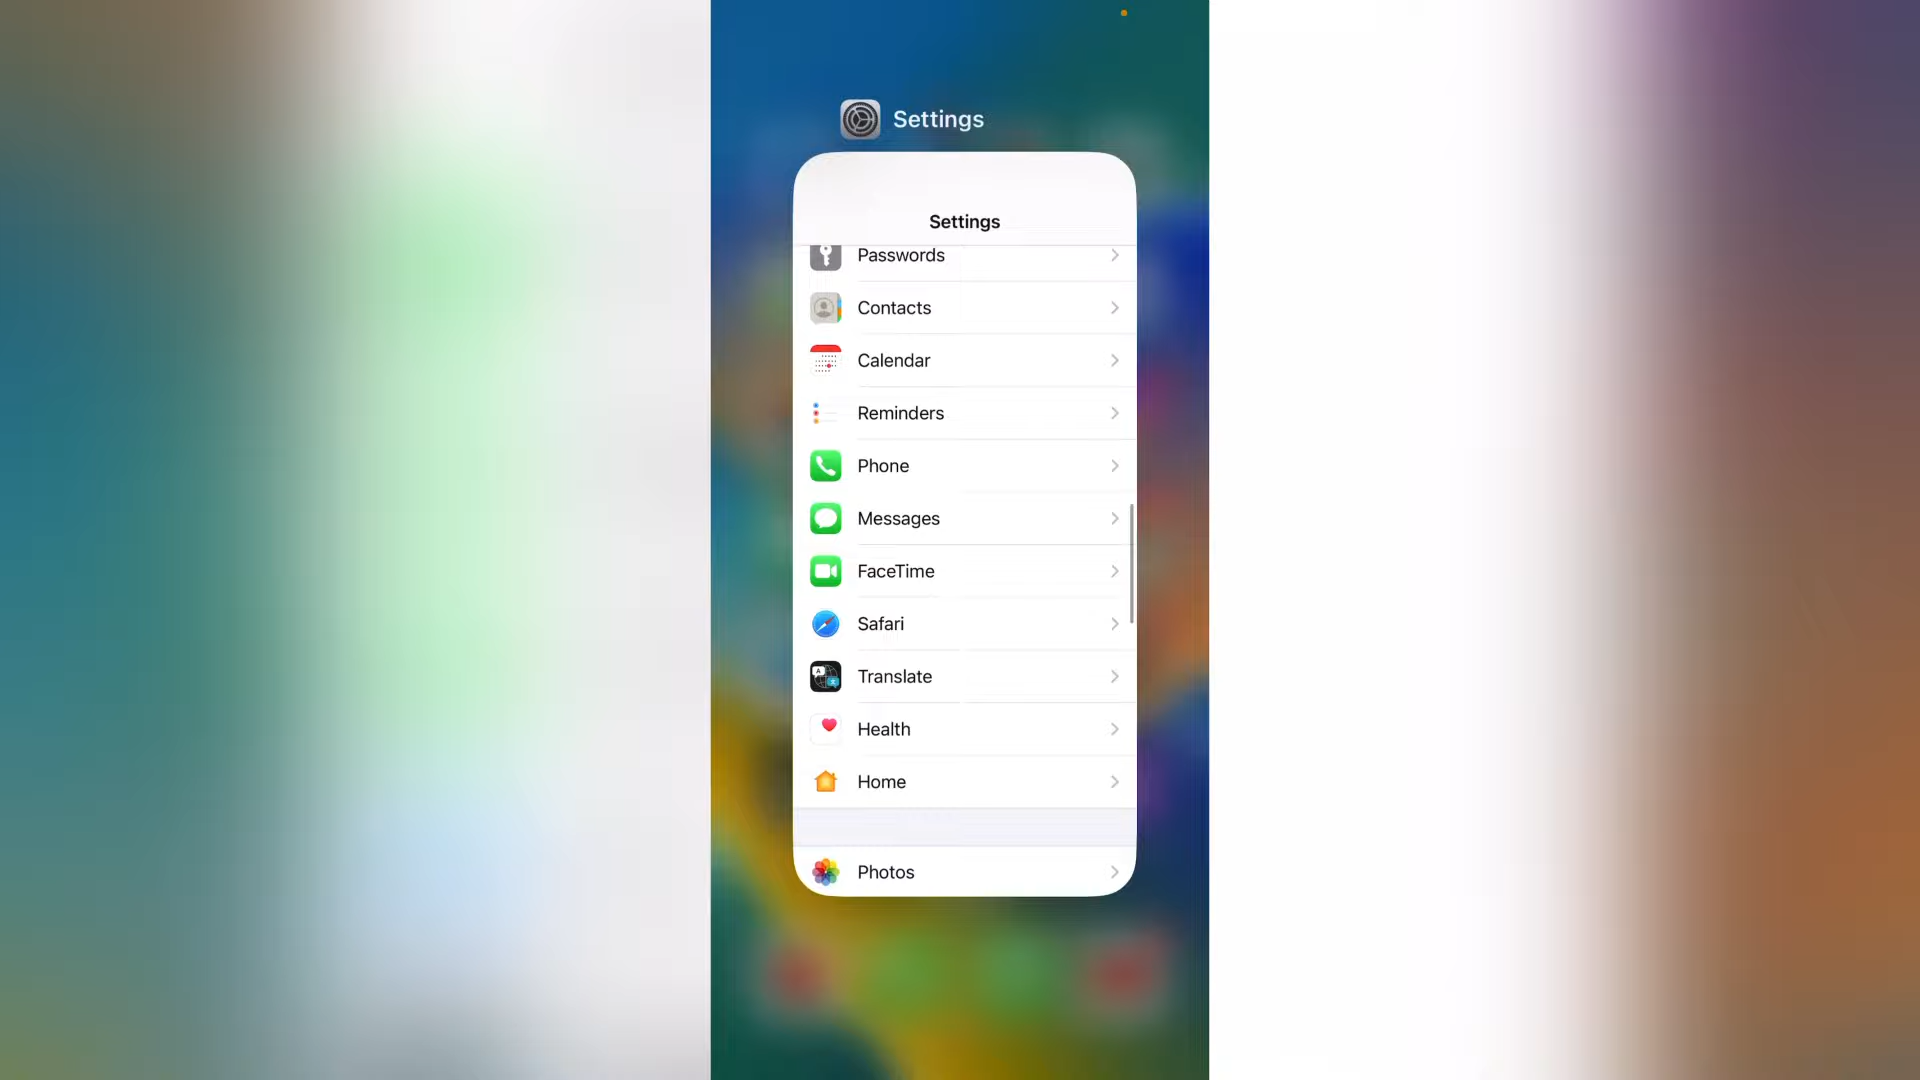 Settings
Settings
Passwords
Contacts
Calendar
Reminders
Phone
Messages
FaceTime
Safari
Translate
Health
Home
Photos